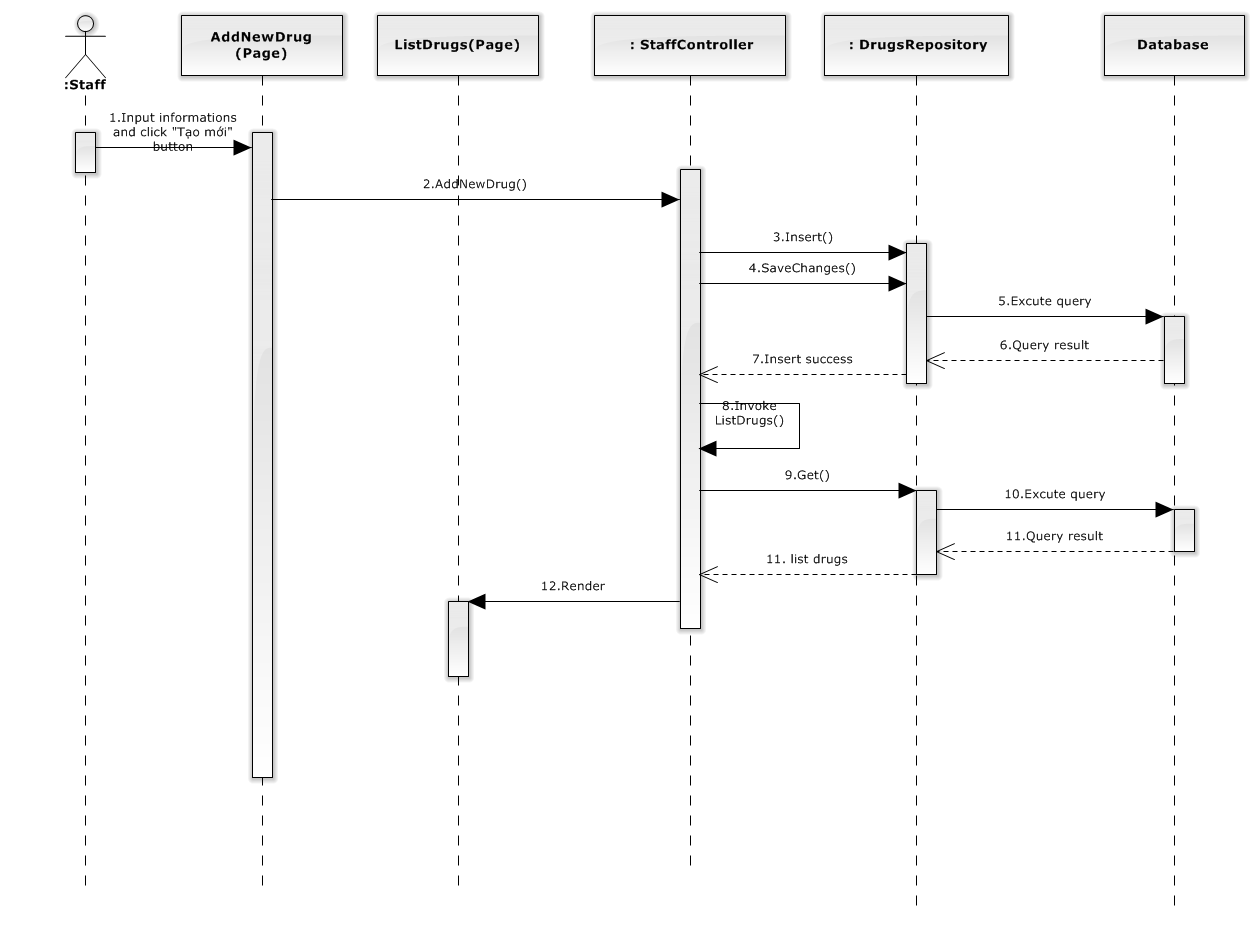 AddNewDrug
(Page)
ListDrugs(Page)
: StaffController
: DrugsRepository
Database
:Staff
1.Input informations
and click "Tạo mới"
button
2.AddNewDrug()
3.Insert()
4.SaveChanges()
5.Excute query
6.Query result
7.Insert success
8.Invoke
ListDrugs()
9.Get()
10.Excute query
11.Query result
11. list drugs
12.Render